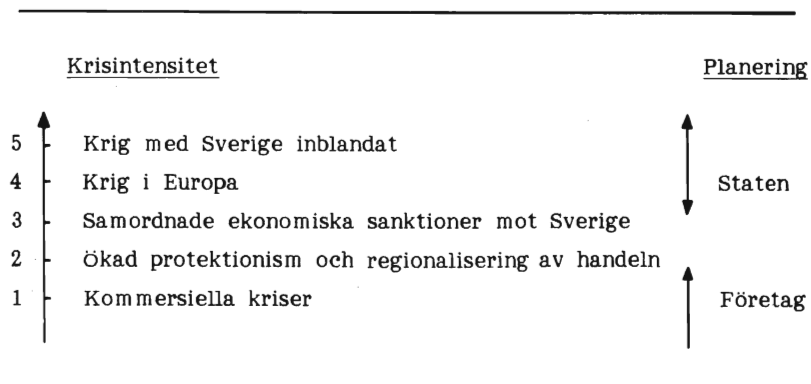 Krisintensitet Planering
5 Krig med Sverige inblandat
4 Krig i Europa Staten
3 Samordnade ekonomiska sanktioner mot Sverige
2 Ökad protektionism och regionalisering av handeln
1 Kommersiella kriser Företag